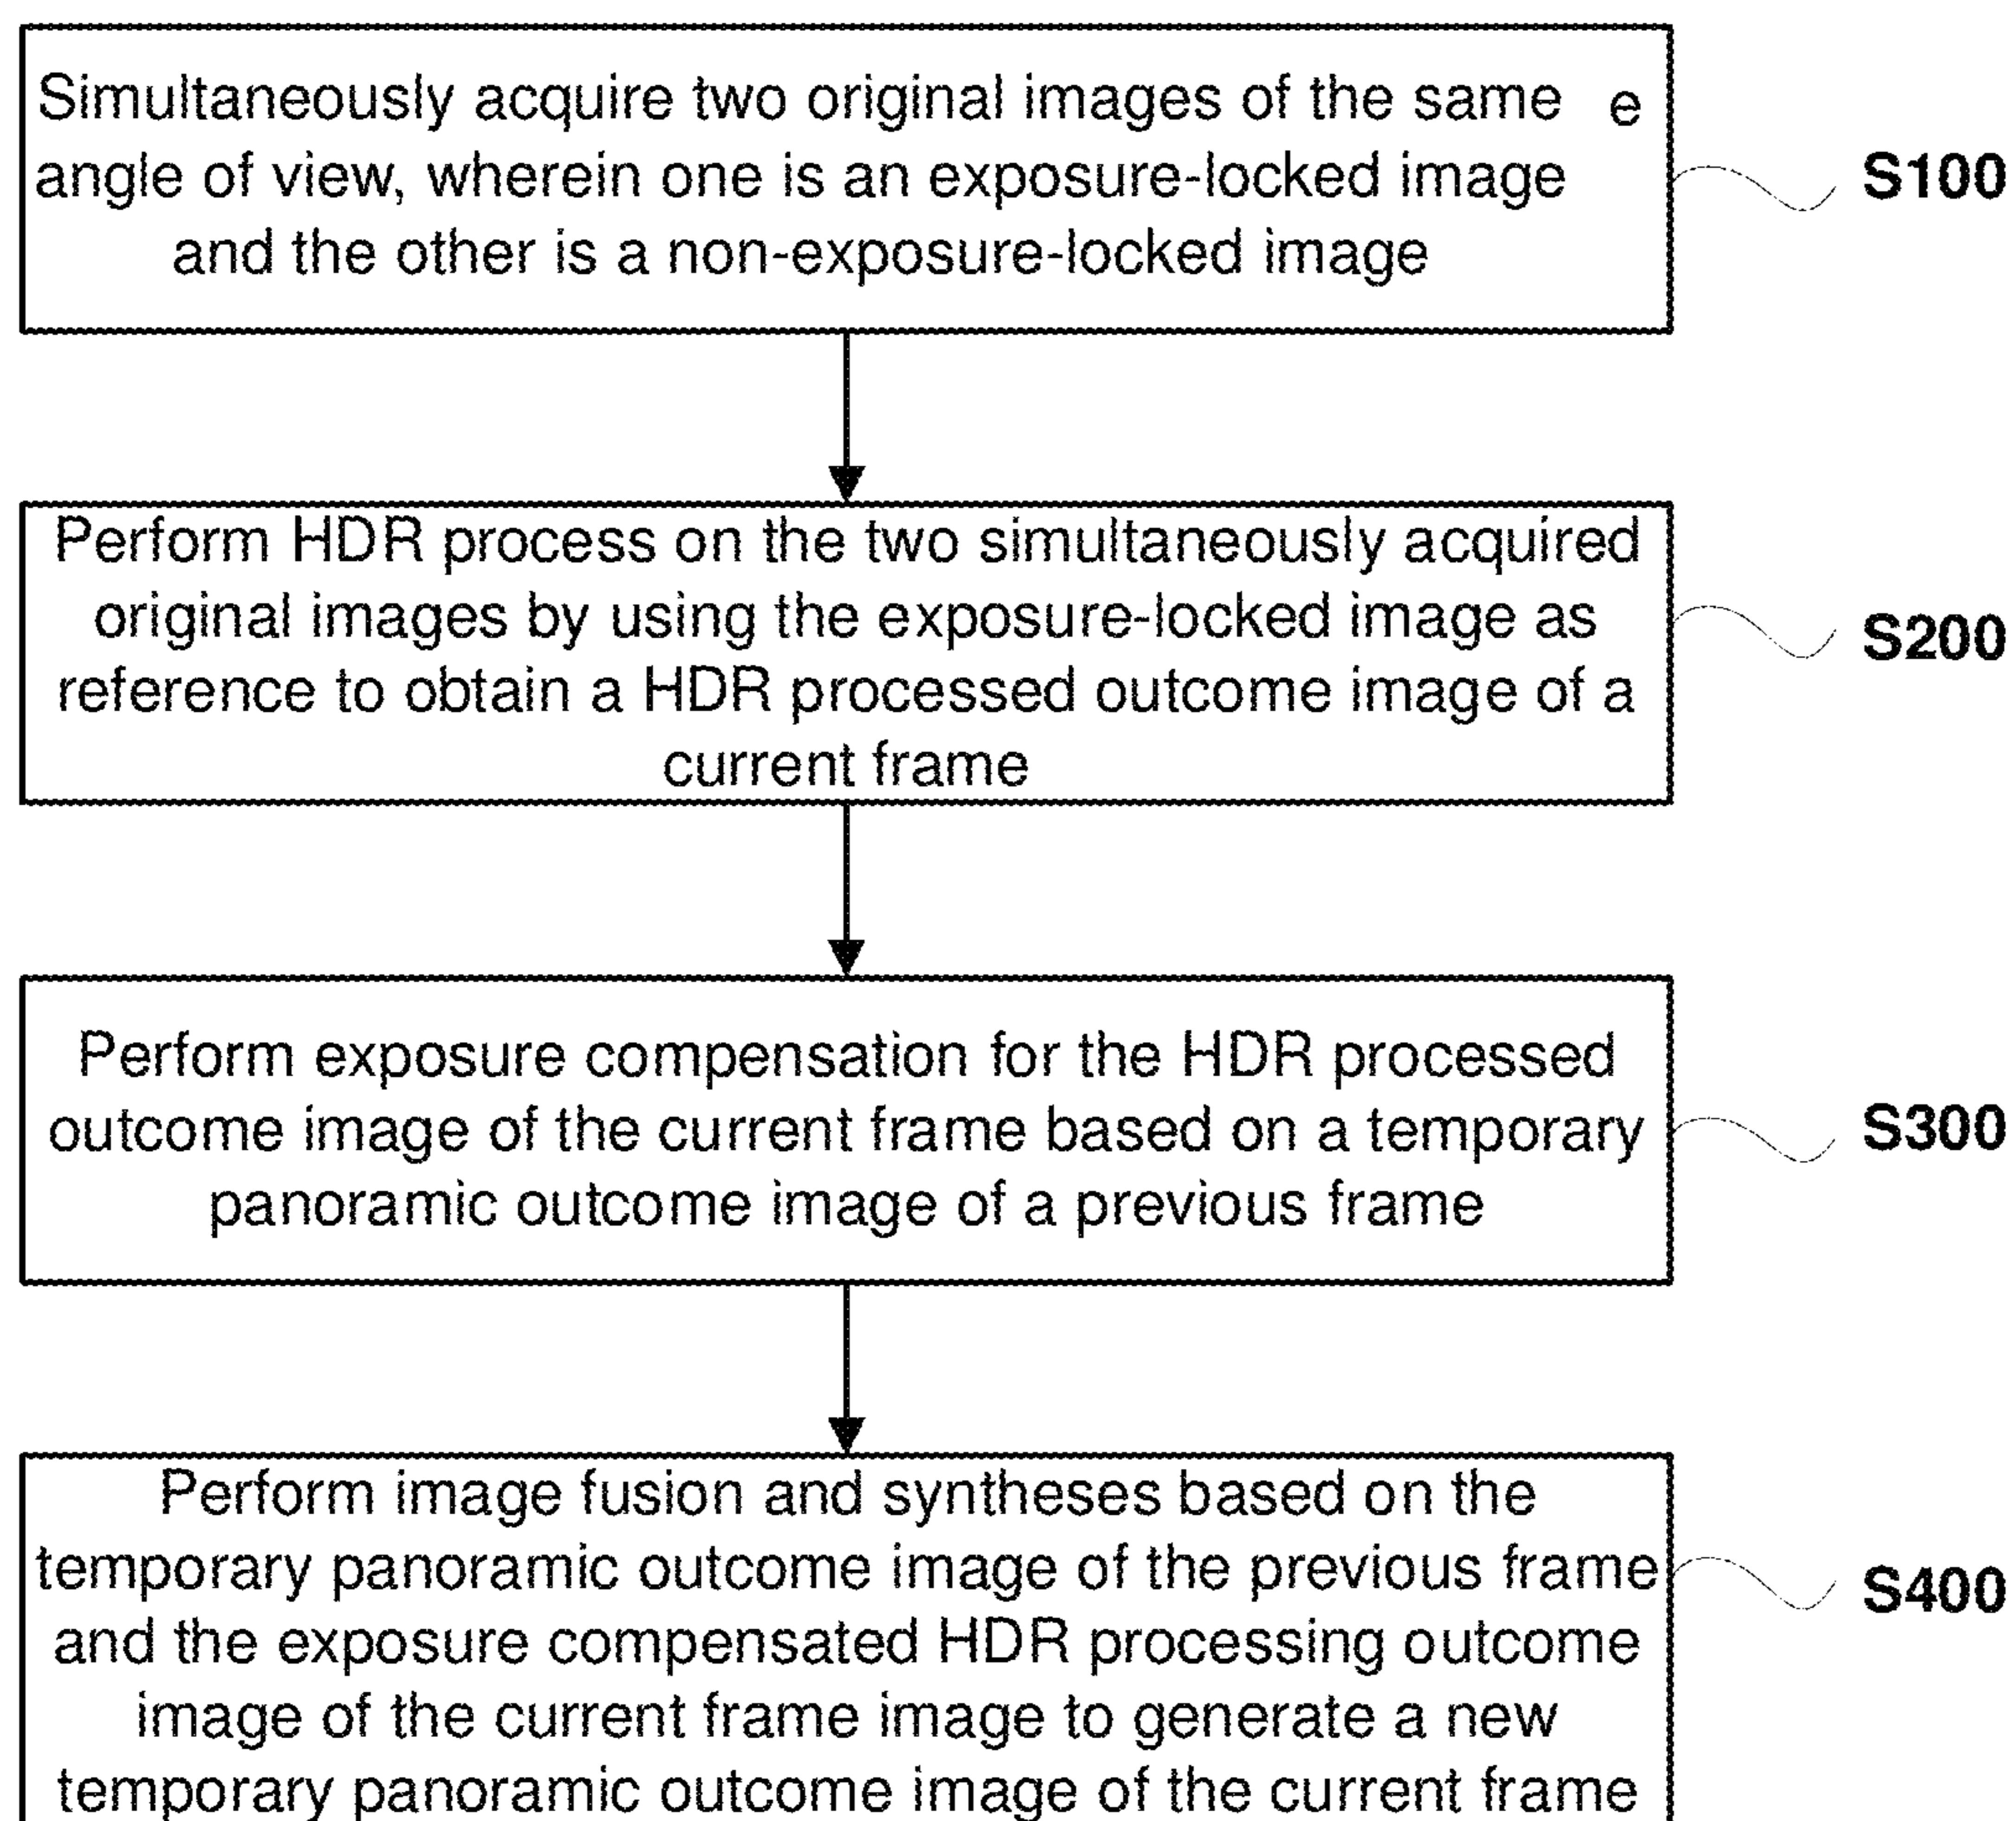 Simultaneously acquire two original images of the same e
angle of view, wherein one is an exposure-locked image
and the other is a non-exposure-locked image
S100
Perform HDR process on the two simultaneously acquired
original images by using the exposure-locked image as
reference to obtain a HDR processed outcome image of a
current frame
S200
Perform exposure compensation for the HDR processed
outcome image of the current frame based on a temporary
panoramic outcome image of a previous frame
S300
Perform image fusion and syntheses based on the
temporary panoramic outcome image of the previous frame
and the exposure compensated HDR processing outcome
image of the current frame image to generate a new
temporary panoramic outcome image of the current frame
S400